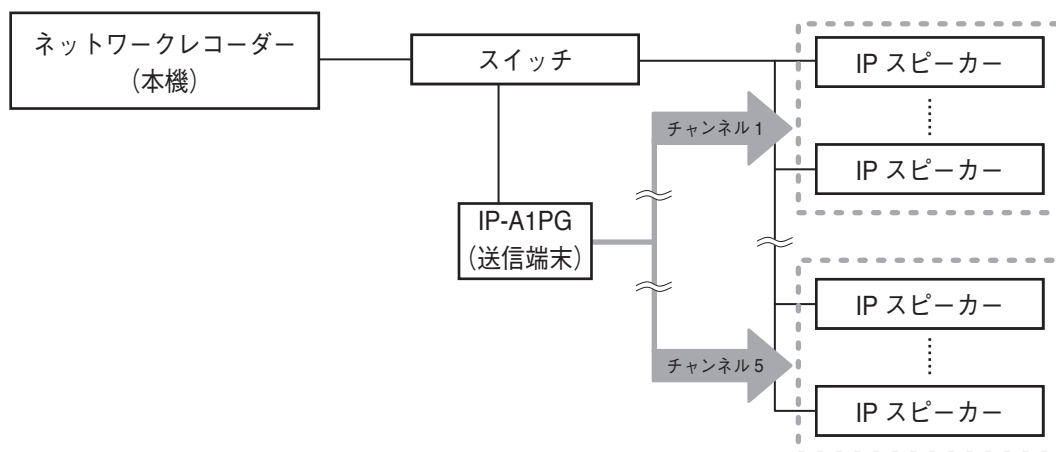 ネットワークレコーダー
（本機）
スイッチ
IP スピーカー
チャンネル 1
IP スピーカー
IP-A1PG
（送信端末）
IP スピーカー
チャンネル 5
IP スピーカー